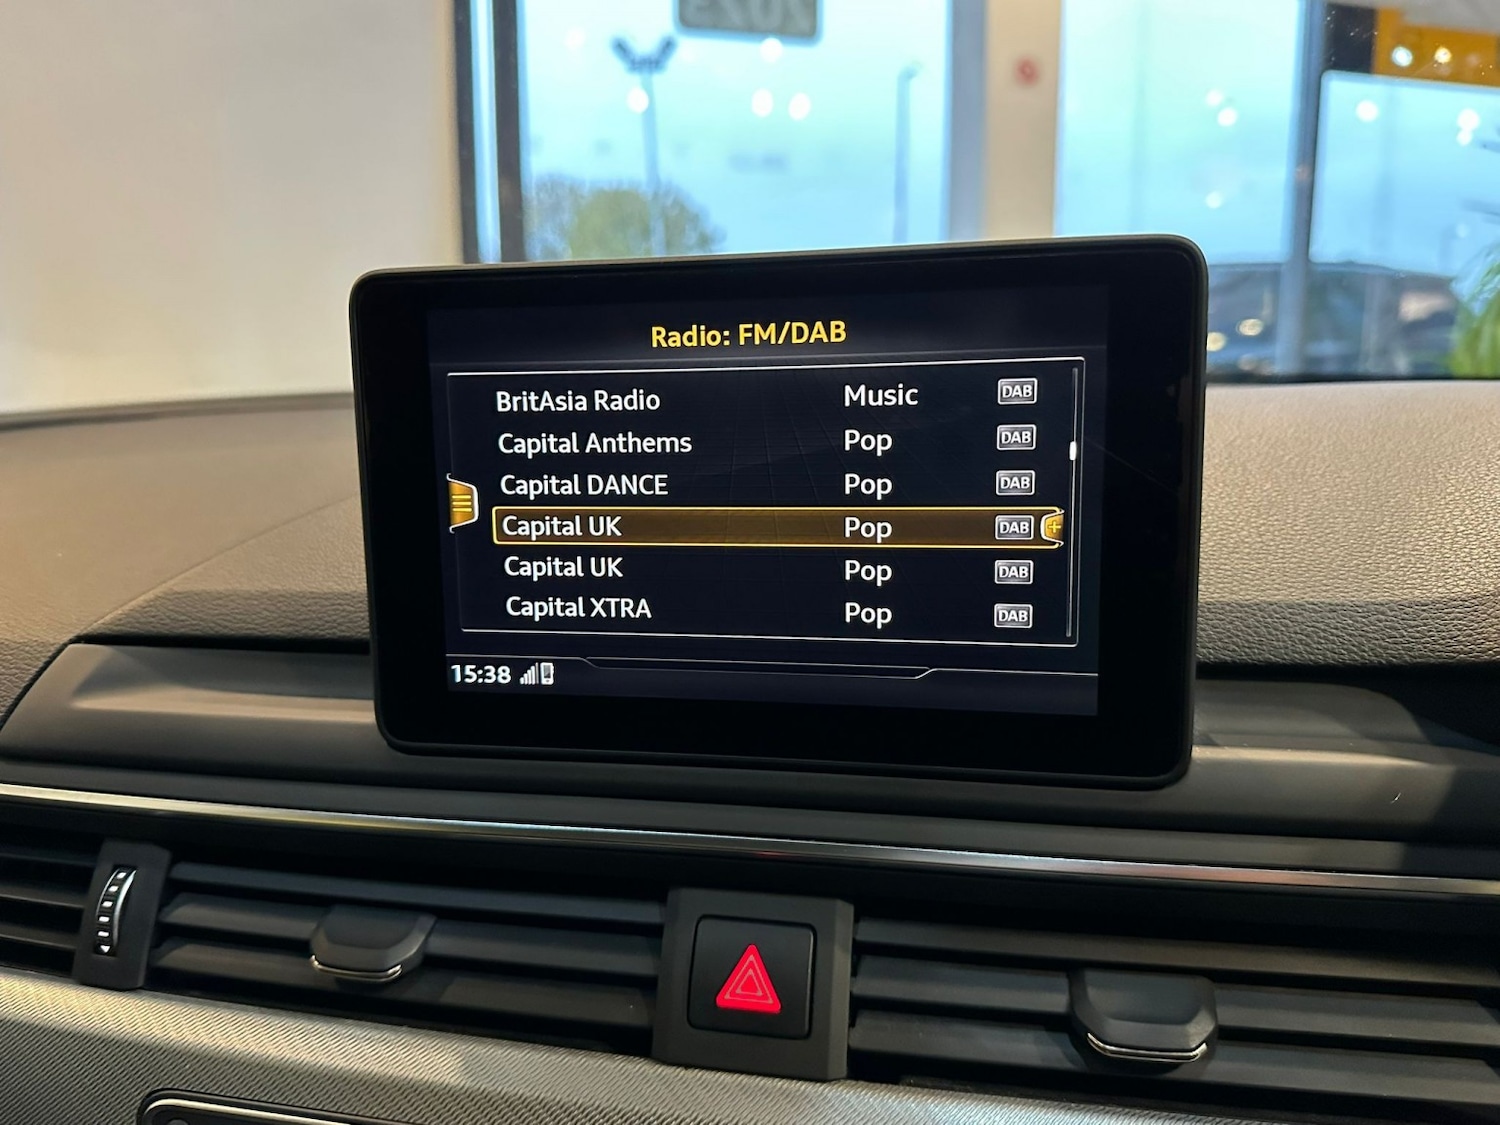 2023
Radio: FM/DAB
BritAsia Radio Music DAB
Capital Anthems Pop DAB
Capital DANCE Pop DAB
Capital UK Pop DAB
Capital UK Pop DAB
Capital XTRA Pop DAB
15:38